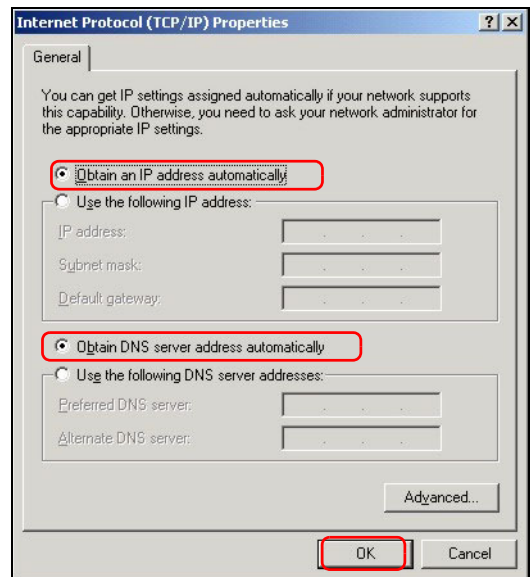 Internet Protocol (TCP/IP) Properties
General
You can get IP settings assigned automatically if your network supports
this capability. Otherwise, you need to ask your network administrator for
the appropriate IP settings.
Obtain an IP address automatically
Use the following IP address:
IP address:
Subnet mask:
Default gateway:
Obtain DNS server address automatically
Use the following DNS server addresses:
Preferred DNS server:
Alternate DNS server:
Advanced...
OK Cancel